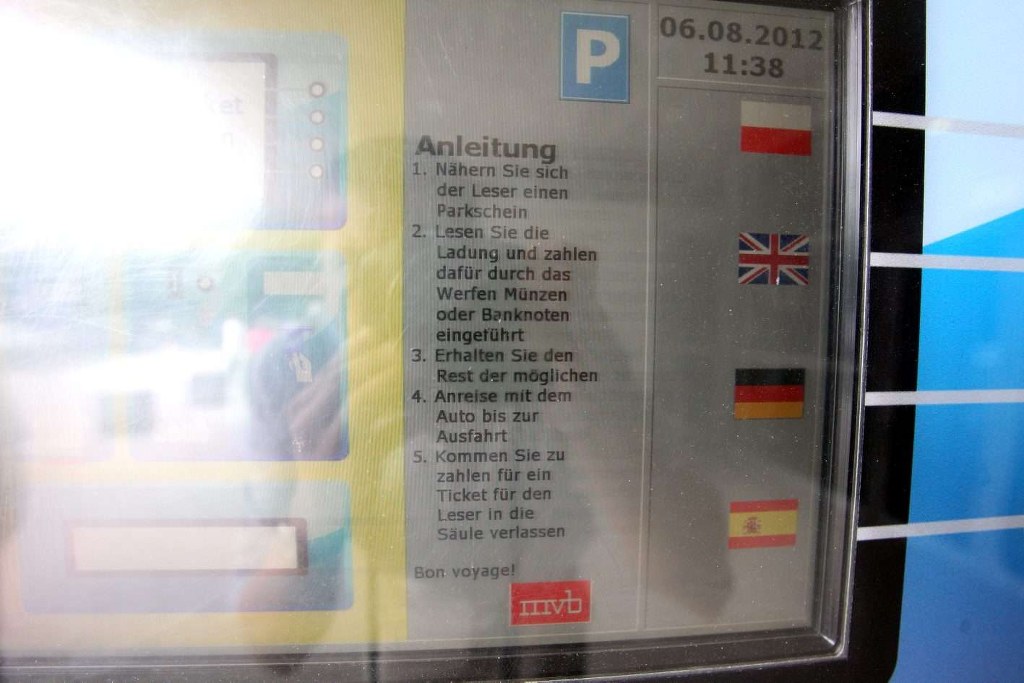 P
06.08.2012
11:38
Anleitung
1. Nähern Sie sich
der Leser einen
Parkschein
2. Lesen Sie die
Ladung und zahlen
dafür durch das
Werfen Münzen
oder Banknoten
eingeführt
3. Erhalten Sie den
Rest der möglichen
4. Anreise mit dem
Auto bis zur
Ausfahrt
5. Kommen Sie zu
zahlen für ein
Ticket für den
Leser in die
Säule verlassen
Bon voyage!
mvb